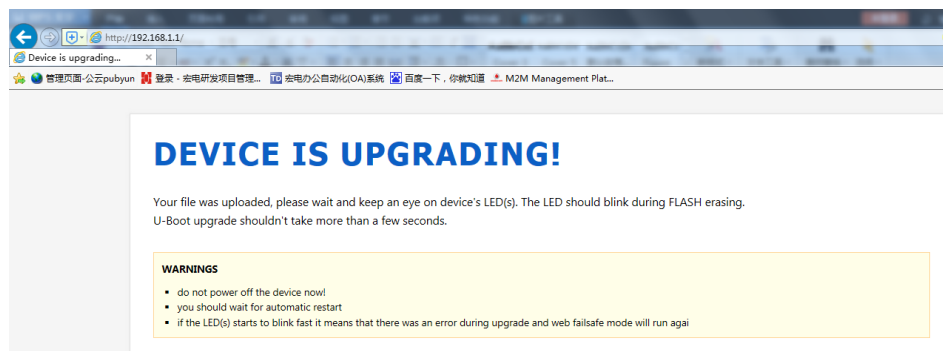 http://192.168.1.1/
Device is upgrading...
管理页面-公云pubyun 登录 - 宏电研发项目管理... TD 宏电办公自动化(OA)系统 百度一下，你就知道 M2M Management Plat...
DEVICE IS UPGRADING!
Your file was uploaded, please wait and keep an eye on device's LED(s). The LED should blink during FLASH erasing.
U-Boot upgrade shouldn't take more than a few seconds.
WARNINGS
do not power off the device now!
you should wait for automatic restart
if the LED(s) starts to blink fast it means that there was an error during upgrade and web failsafe mode will run agai